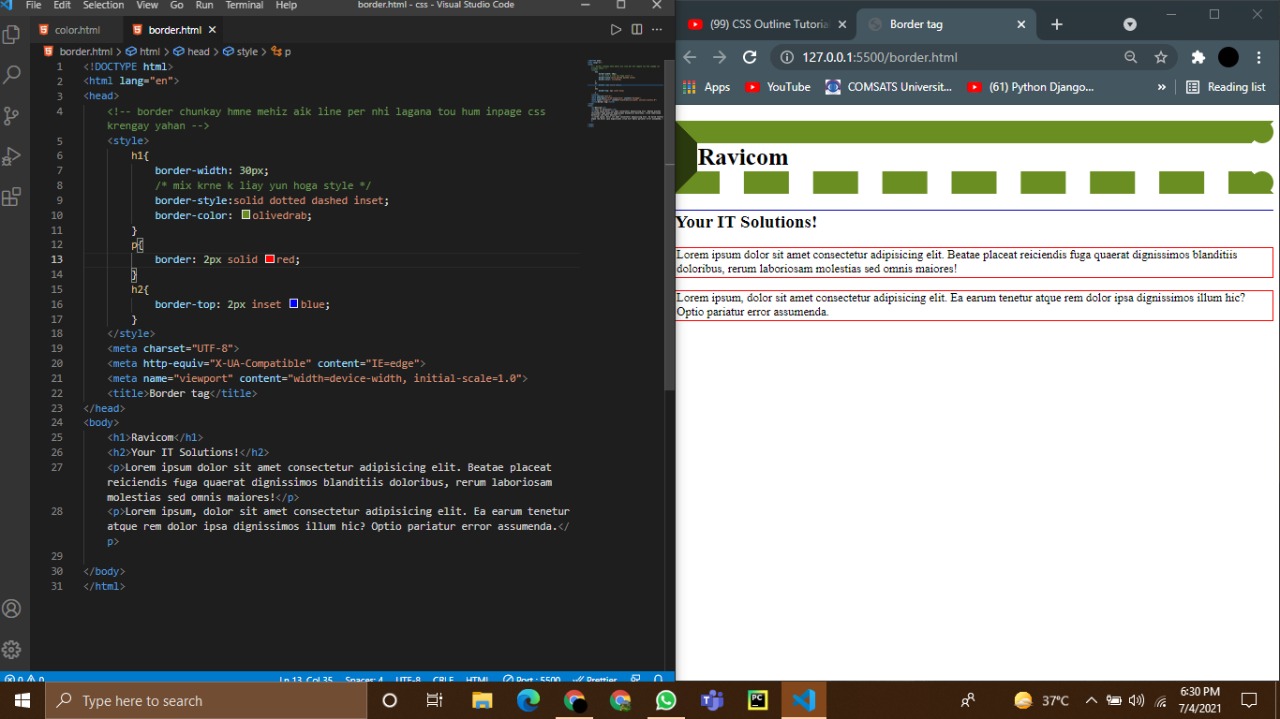 File Edit Selection View Go Run Terminal Help border.html - css - Visual Studio Code
color.html border.html
border.html > html > head > style > p
1 <!DOCTYPE html>
2 <html lang="en">
3 <head>
4 <!-- border chunkay hmne mehiz aik line per nhi lagana tou hum inpage css
krengay yahan -->
5 <style>
6 h1{
7 border-width: 30px;
8 /* mix krne k liay yun hoga style */
9 border-style:solid dotted dashed inset;
10 border-color: olivedrab;
11 }
12 p{
13 border: 2px solid red;
14 }
15 h2{
16 border-top: 2px inset blue;
17 }
18 </style>
19 <meta charset="UTF-8">
20 <meta http-equiv="X-UA-Compatible" content="IE=edge">
21 <meta name="viewport" content="width=device-width, initial-scale=1.0">
22 <title>Border tag</title>
23 </head>
24 <body>
25 <h1>Ravicom</h1>
26 <h2>Your IT Solutions!</h2>
27 <p>Lorem ipsum dolor sit amet consectetur adipisicing elit. Beatae placeat
reiciendis fuga quaerat dignissimos blanditiis doloribus, rerum laboriosam
molestias sed omnis maiores!</p>
28 <p>Lorem ipsum, dolor sit amet consectetur adipisicing elit. Ea earum tenetur
atque rem dolor ipsa dignissimos illum hic? Optio pariatur error assumenda.</
p>
29
30 </body>
31 </html>
0 0 Ln 13, Col 35 Spaces: 4 UTF-8 CRLF HTML Port : 5500 Prettier
(99) CSS Outline Tutoria Border tag
127.0.0.1:5500/border.html
Apps YouTube COMSATS Universit... (61) Python Django... » Reading list
Ravicom
Your IT Solutions!
Lorem ipsum dolor sit amet consectetur adipisicing elit. Beatae placeat reiciendis fuga quaerat dignissimos blanditiis
doloribus, rerum laboriosam molestias sed omnis maiores!
Lorem ipsum, dolor sit amet consectetur adipisicing elit. Ea earum tenetur atque rem dolor ipsa dignissimos illum hic?
Optio pariatur error assumenda.
Type here to search
PC
37°C
6:30 PM
7/4/2021